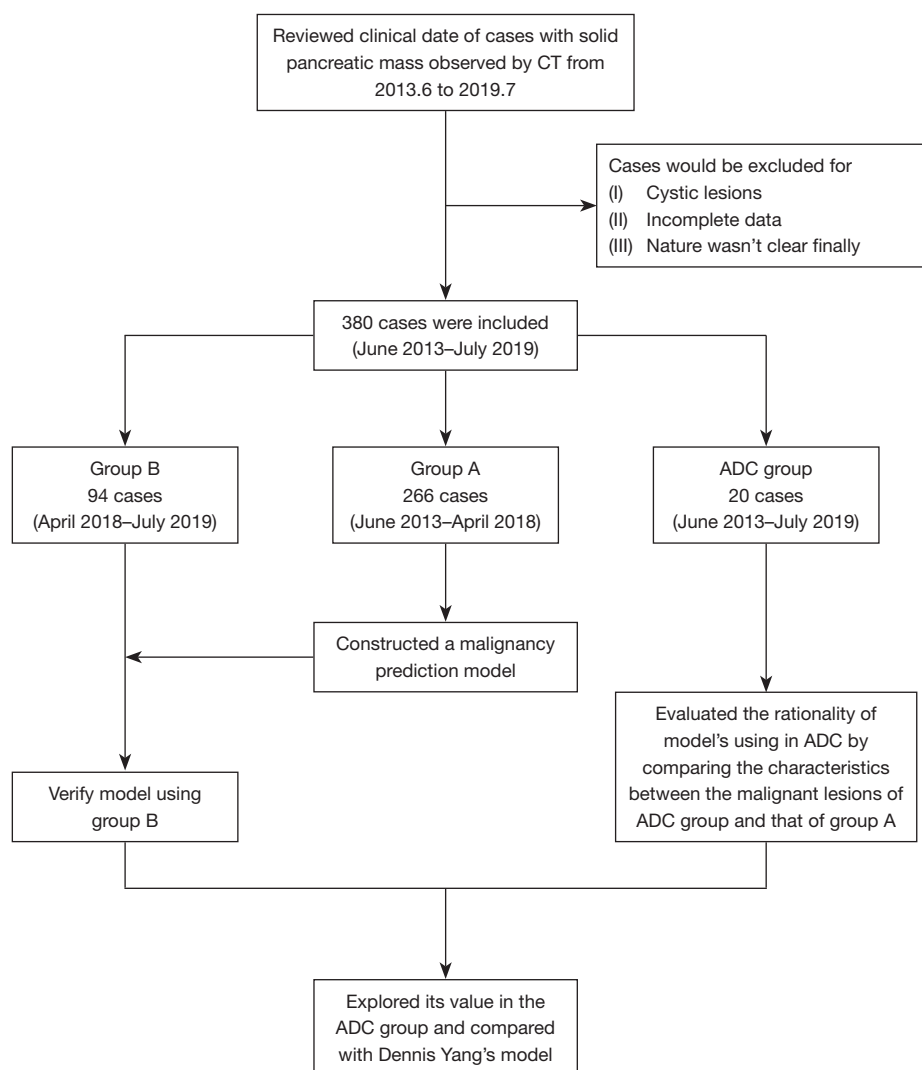 Reviewed clinical date of cases with solid
pancreatic mass observed by CT from
2013.6 to 2019.7
Cases would be excluded for
(I) Cystic lesions
(II) Incomplete data
(III) Nature wasn't clear finally
380 cases were included
(June 2013–July 2019)
Group B
94 cases
(April 2018–July 2019)
Group A
266 cases
(June 2013–April 2018)
ADC group
20 cases
(June 2013–July 2019)
Constructed a malignancy
prediction model
Evaluated the rationality of
model's using in ADC by
comparing the characteristics
between the malignant lesions of
ADC group and that of group A
Verify model using
group B
Explored its value in the
ADC group and compared
with Dennis Yang's model